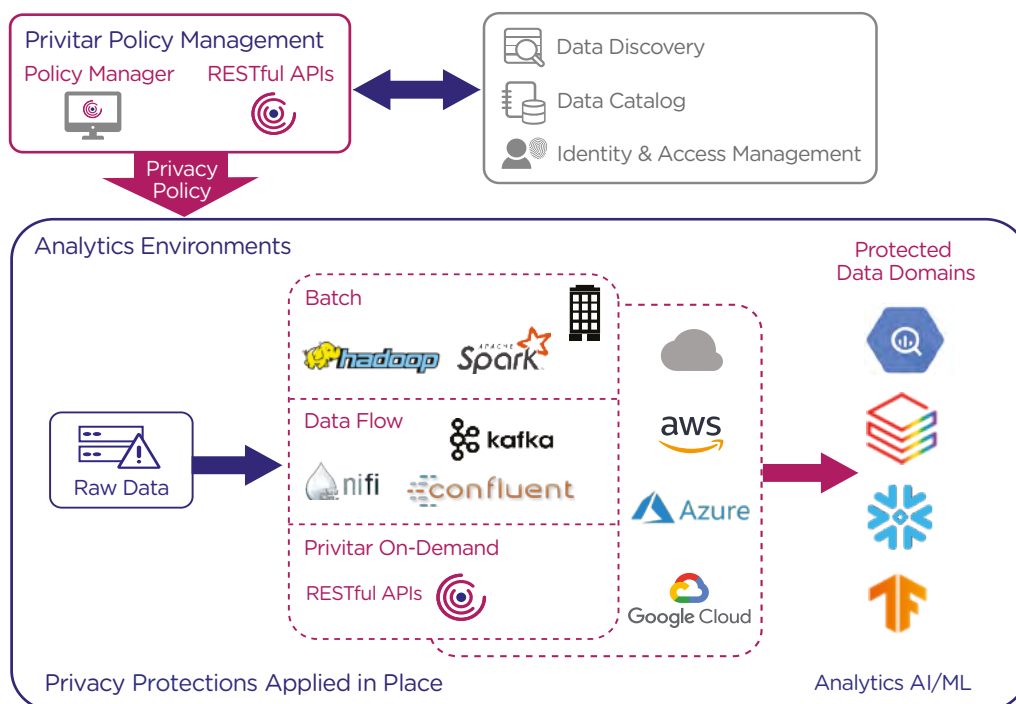 Privitar Policy Management
Policy Manager
RESTful APIs
Data Discovery
Data Catalog
Identity & Access Management
Privacy
Policy
Analytics Environments
Protected
Data Domains
Batch
hadoop
APACHE
Spark
Data Flow
kafka
nifi
confluent
Raw Data
aws
Azure
Privitar On-Demand
RESTful APIs
Google Cloud
Privacy Protections Applied in Place
Analytics AI/ML